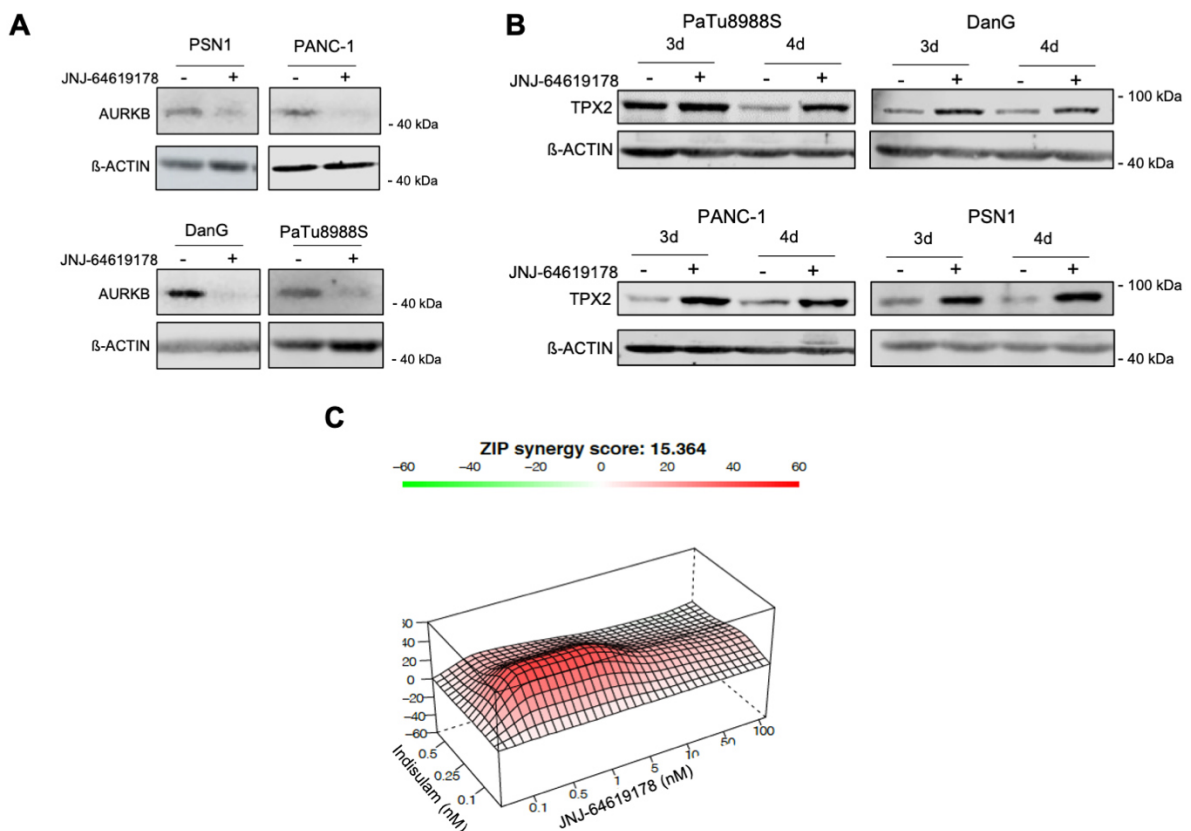 A
PSN1 PANC-1
JNJ-64619178 - + - +
AURKB
- 40 kDa
ß-ACTIN
- 40 kDa
DanG PaTu8988S
JNJ-64619178 - + - +
AURKB
- 40 kDa
ß-ACTIN
- 40 kDa
B
PaTu8988S DanG
3d 4d 3d 4d
JNJ-64619178 - + - + - + - +
TPX2
- 100 kDa
ß-ACTIN
- 40 kDa
PANC-1 PSN1
3d 4d 3d 4d
JNJ-64619178 - + - + - + - +
TPX2
- 100 kDa
ß-ACTIN
- 40 kDa
C
ZIP synergy score: 15.364
−60 −40 −20 0 20 40 60
40
20
0
−20
−40
−60
0.5
0.25
0.1
Indisulam (nM)
0.1 0.5 1 5 10 50 100
JNJ-64619178 (nM)